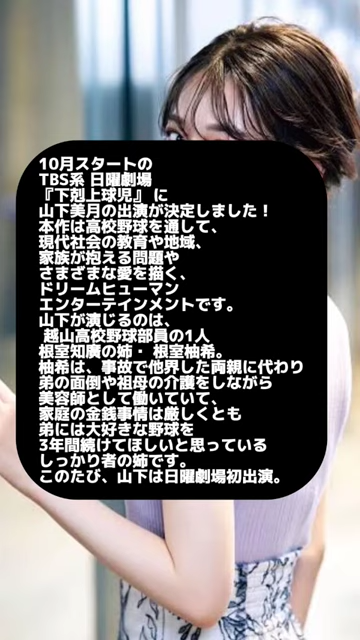 10月スタートの
TBS系 日曜劇場
『下剋上球児』 に
山下美月の出演が決定しました！
本作は高校野球を通して、
現代社会の教育や地域、
家族が抱える問題や
さまざまな愛を描く、
ドリームヒューマン
エンターテインメントです。
山下が演じるのは、
越山高校野球部員の1人
根室知廣の姉・ 根室柚希。
柚希は、事故で他界した両親に代わり
弟の面倒や祖母の介護をしながら
美容師として働いていて、
家庭の金銭事情は厳しくとも
弟には大好きな野球を
3年間続けてほしいと思っている
しっかり者の姉です。
このたび、山下は日曜劇場初出演。